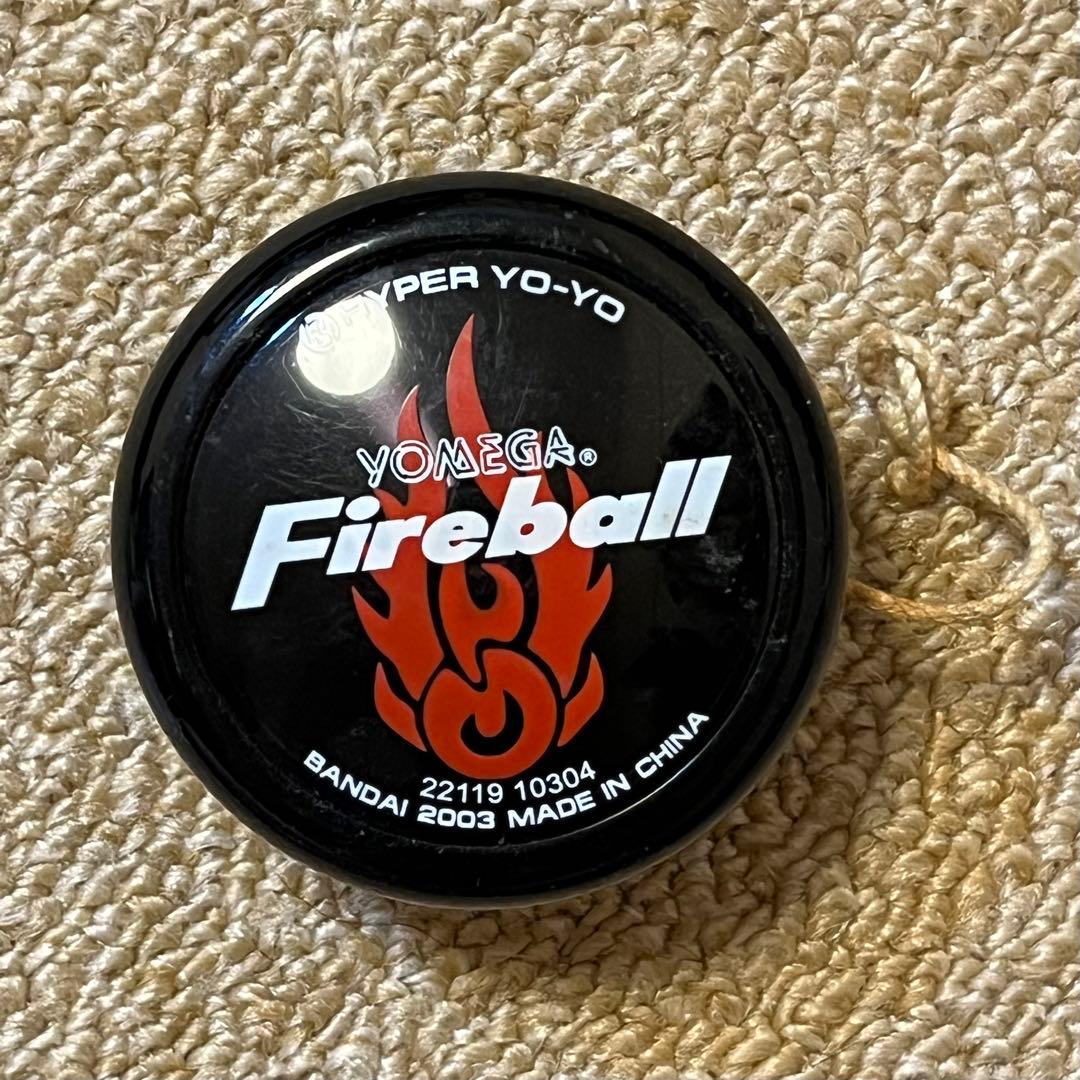 HYPER YO-YO
YOMEGA®
Fireball
22119 10304
BANDAI 2003 MADE IN CHINA